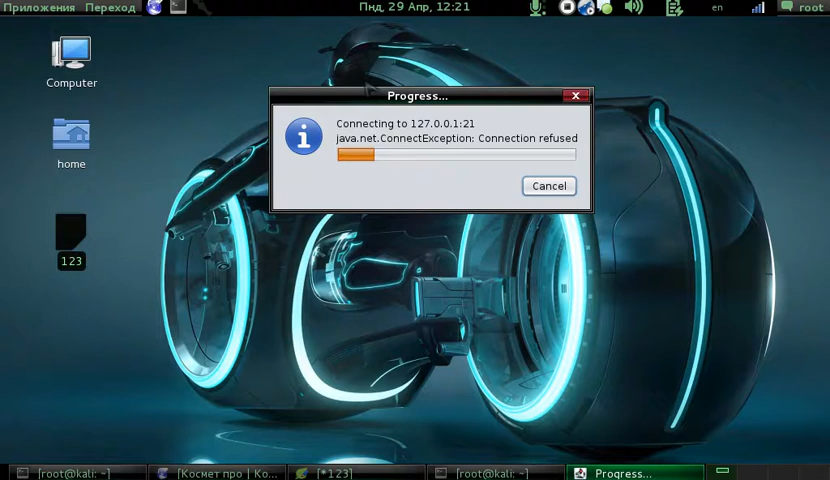 Приложения Переход Пнд, 29 Апр, 12:21 en root
Computer
home
123
Progress...
x
Connecting to 127.0.0.1:21
java.net.ConnectException: Connection refused
Cancel
[root@kali: ~] [Космет про | Ко... [*123] [root@kali: ~] Progress...